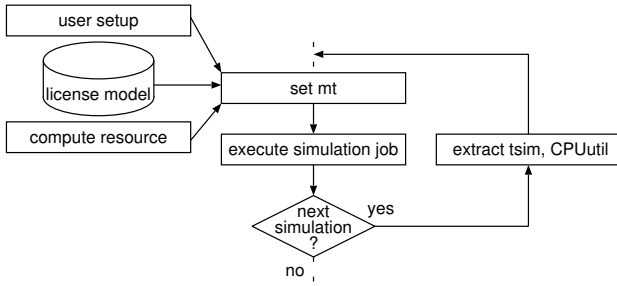 user setup
license model
compute resource
set mt
execute simulation job
extract tsim, CPUutil
next
simulation
?
yes
no